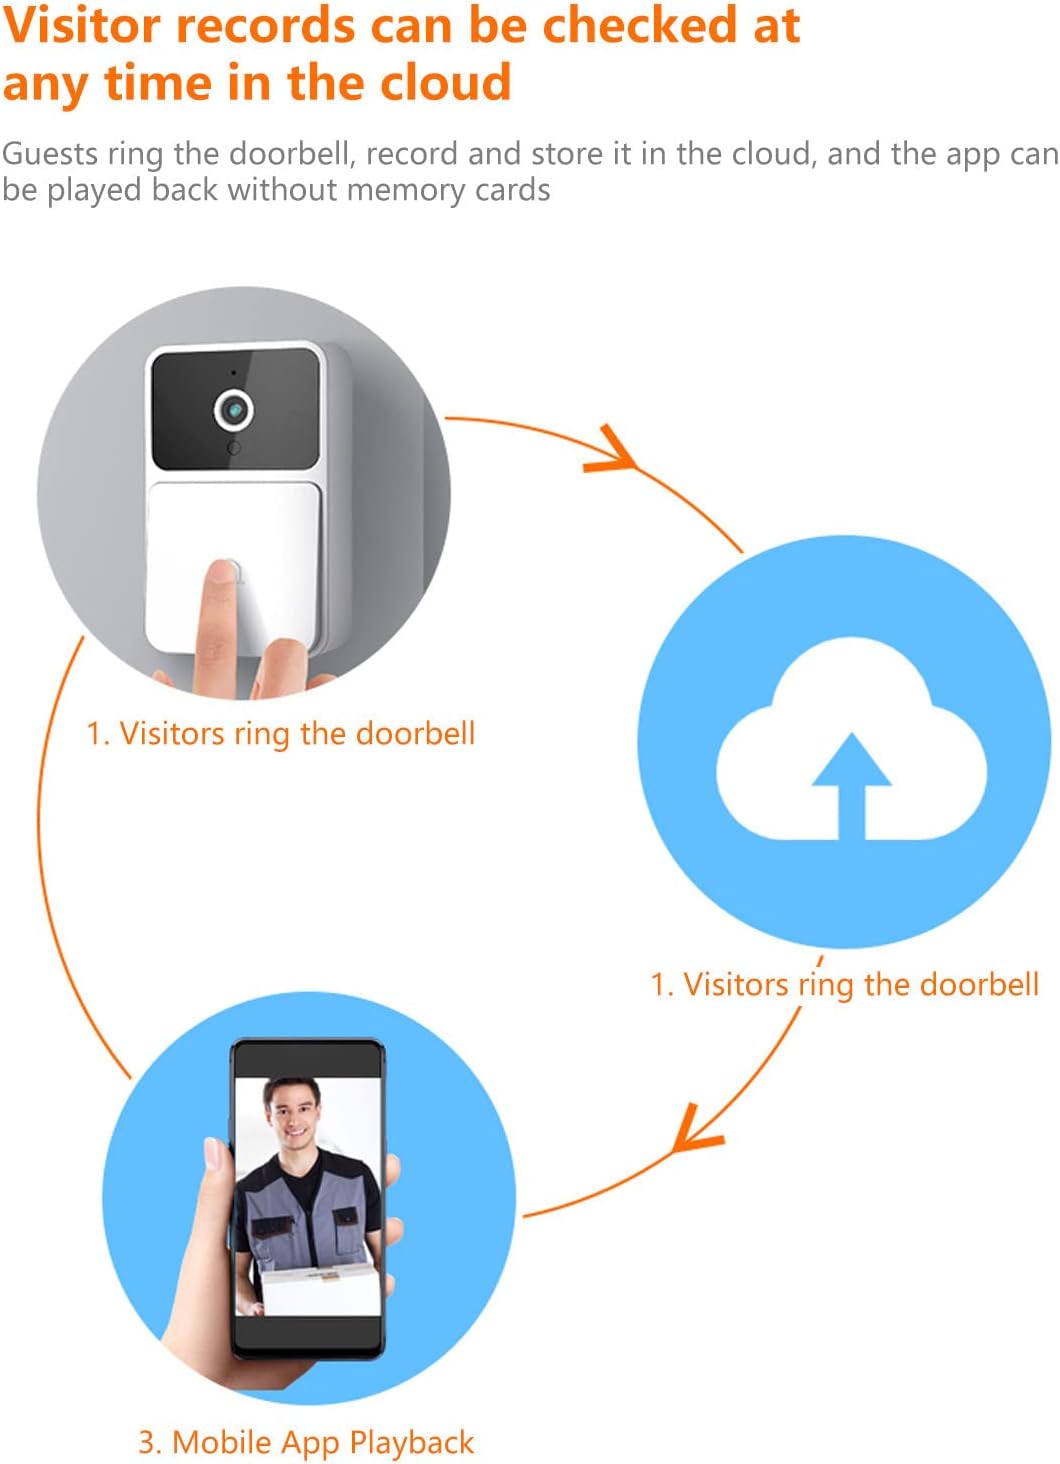 Visitor records can be checked at
any time in the cloud
Guests ring the doorbell, record and store it in the cloud, and the app can
be played back without memory cards
1. Visitors ring the doorbell
1. Visitors ring the doorbell
3. Mobile App Playback